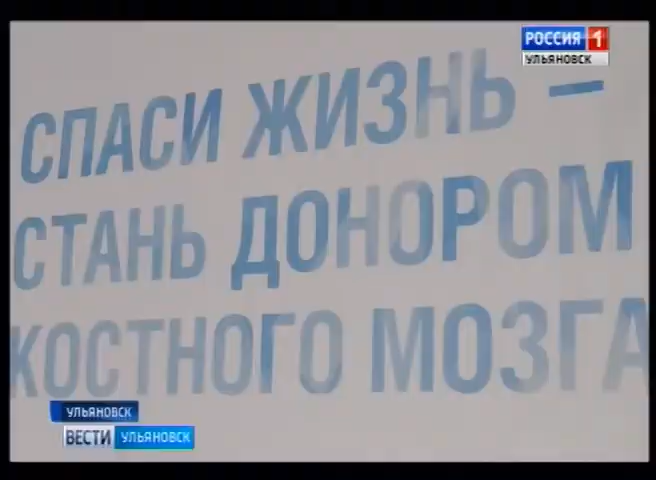 РОССИЯ 1
УЛЬЯНОВСК
СПАСИ ЖИЗНЬ –
СТАНЬ ДОНОРОМ
КОСТНОГО МОЗГА
УЛЬЯНОВСК
ВЕСТИ УЛЬЯНОВСК